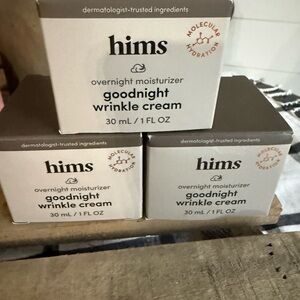 dermatologist-trusted ingredients
hims
MOLECULAR HYDRATION
overnight moisturizer
goodnight
wrinkle cream
30 mL / 1 FL OZ
dermatologist-trusted ingredients
hims
MOLECULAR HYDRATION
overnight moisturizer
goodnight
wrinkle cream
30 mL / 1 FL OZ
dermatologist-trusted ingredients
hims
MOLECULAR HYDRATION
overnight moisturizer
goodnight
wrinkle cream
30 mL / 1 FL OZ